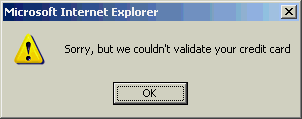 Microsoft Internet Explorer
Sorry, but we couldn't validate your credit card
OK